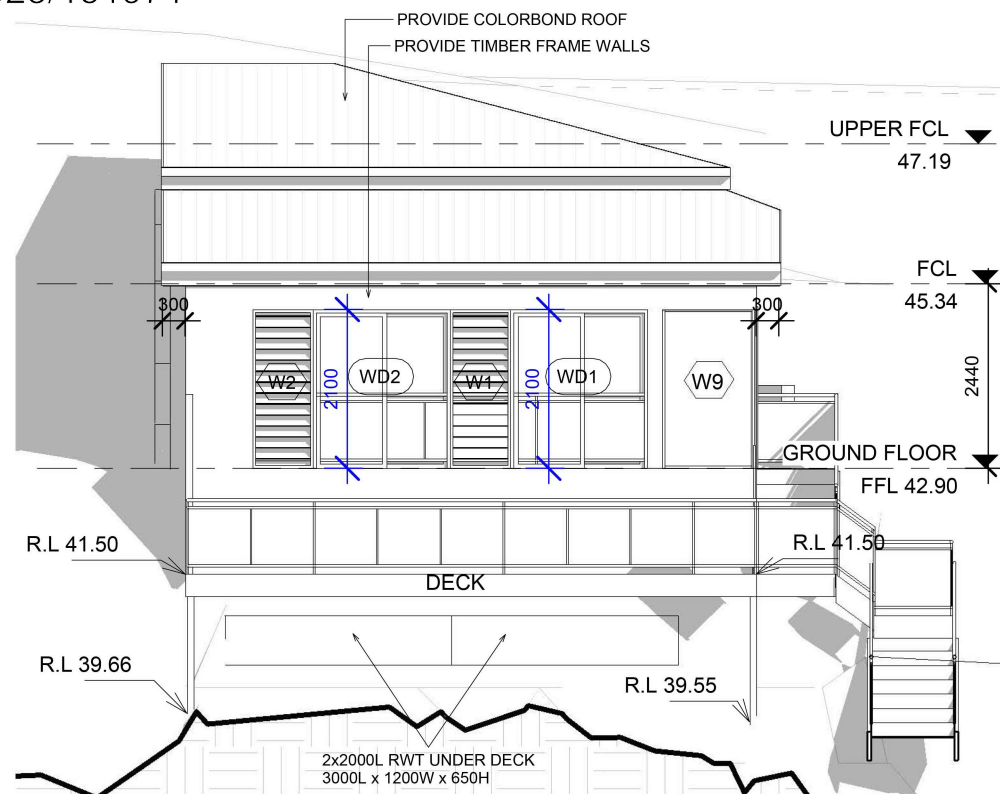 PROVIDE COLORBOND ROOF
PROVIDE TIMBER FRAME WALLS
UPPER FCL
47.19
FCL
45.34
300
300
2440
W2
2100
WD2
W1
2100
WD1
W9
GROUND FLOOR
FFL 42.90
R.L 41.50
R.L 41.50
DECK
R.L 39.66
R.L 39.55
2x2000L RWT UNDER DECK
3000L x 1200W x 650H